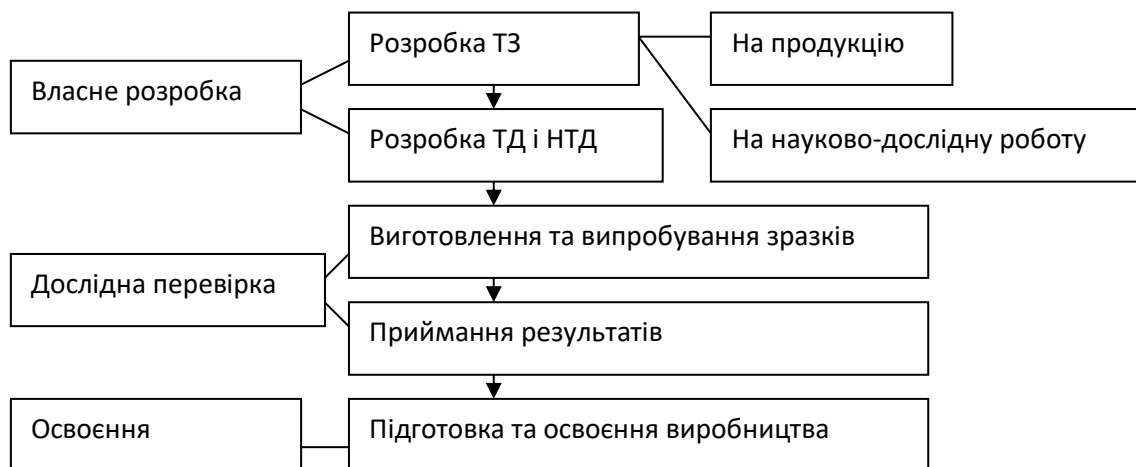 Розробка ТЗ
На продукцію
Власне розробка
Розробка ТД і НТД
На науково-дослідну роботу
Виготовлення та випробування зразків
Дослідна перевірка
Приймання результатів
Освоєння
Підготовка та освоєння виробництва